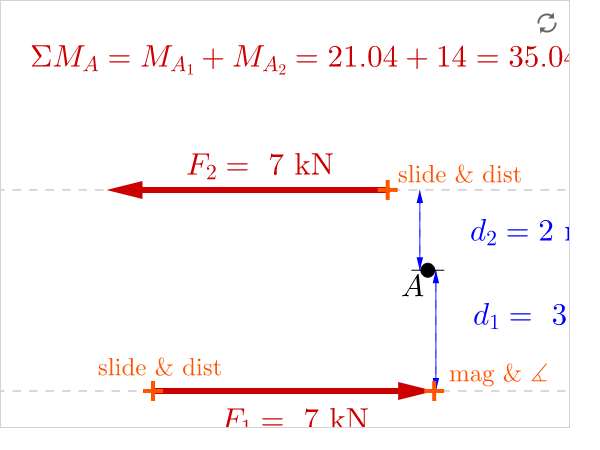 ΣM_A = M_{A_1} + M_{A_2} = 21.04 + 14 = 35.04
F_2 = 7 kN
slide & dist
d_2 = 2
A
d_1 = 3
slide & dist
mag & ∡
F_1 = 7 kN